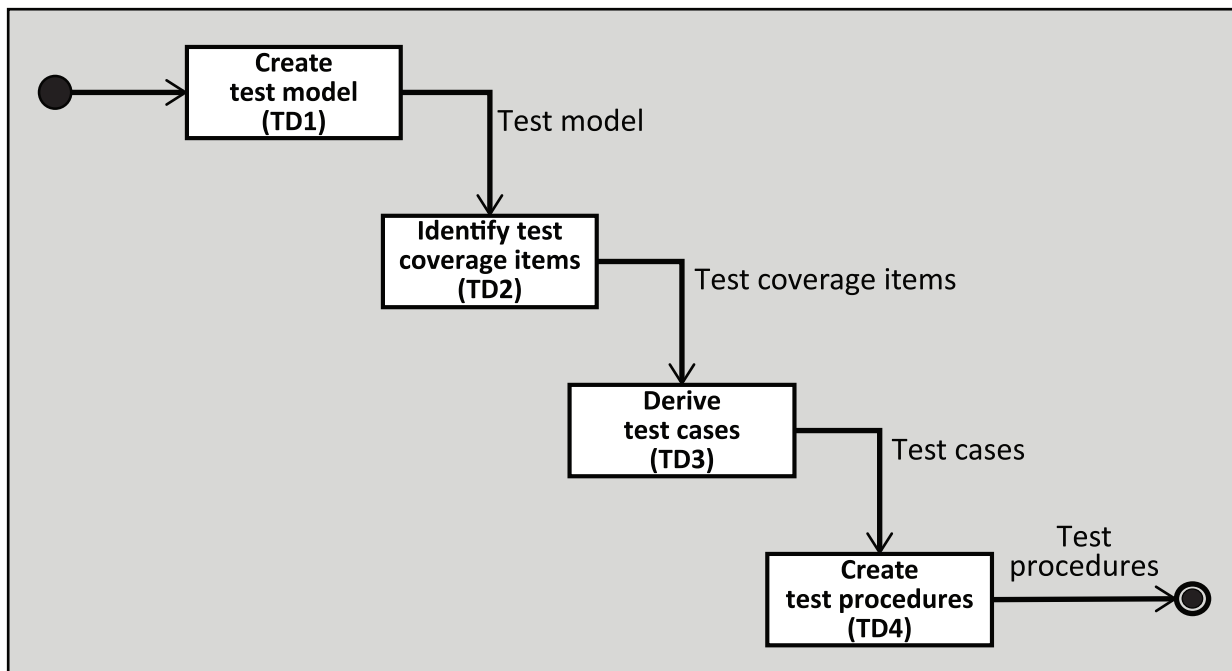 Create
test model
(TD1)
Test model
Identify test
coverage items
(TD2)
Test coverage items
Derive
test cases
(TD3)
Test cases
Create
test procedures
(TD4)
Test
procedures